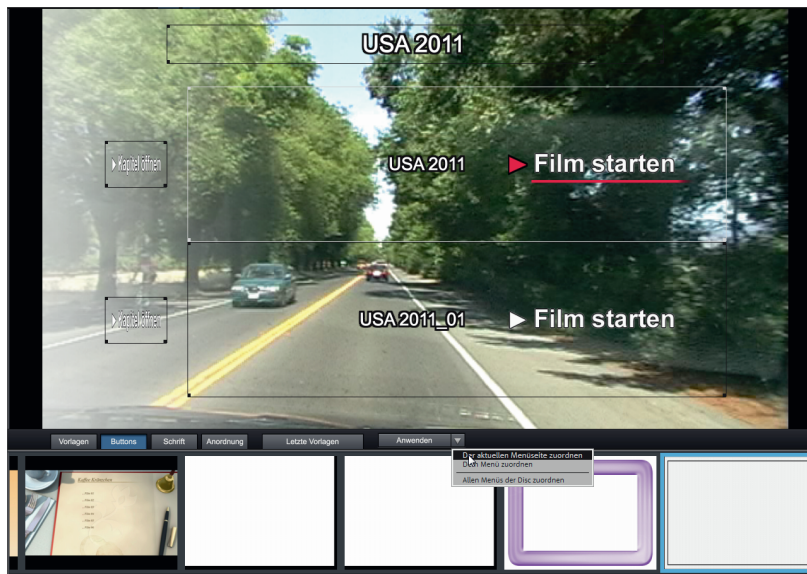 USA 2011
Kapitel öffnen
USA 2011
Film starten
Kapitel öffnen
USA 2011_01
Film starten
Vorlagen
Buttons
Schrift
Anordnung
Letzte Vorlagen
Anwenden
Der aktuellen Menüseite zuordnen
Dem Menü zuordnen
Allen Menüs der Disc zuordnen